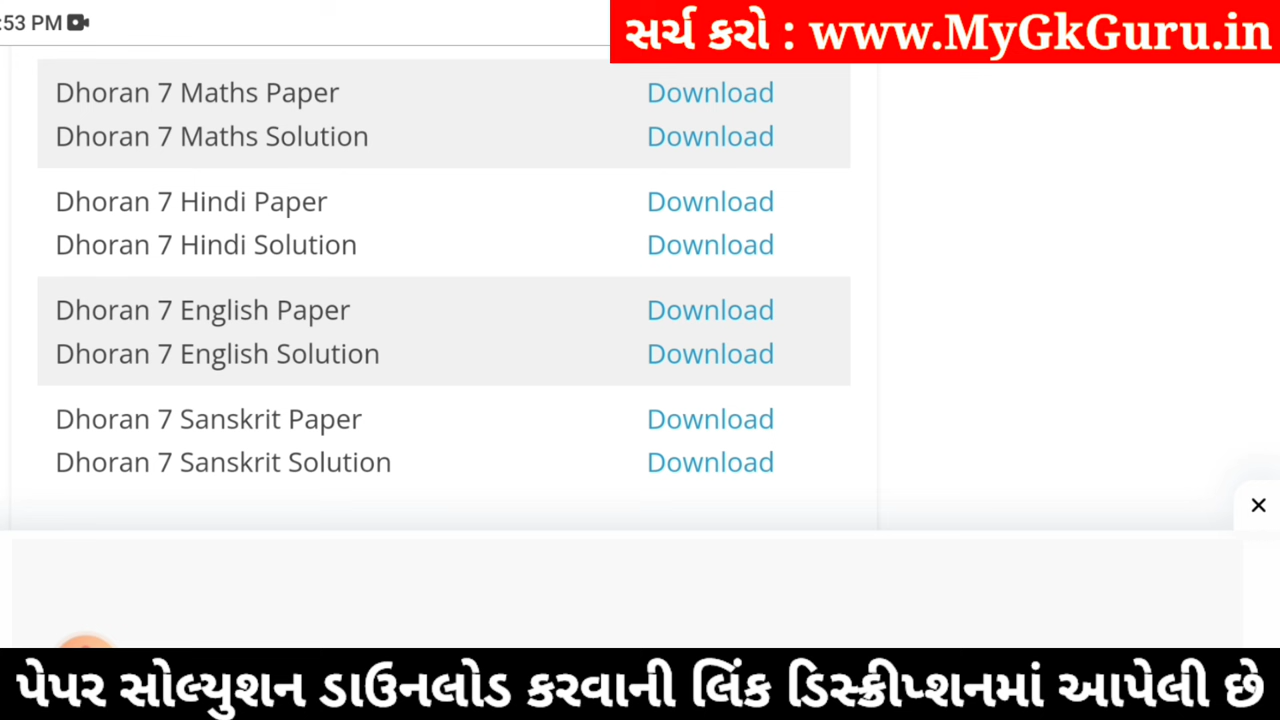 :53 PM
સર્ચ કરો : www.MyGkGuru.in
Dhoran 7 Maths Paper Download
Dhoran 7 Maths Solution Download
Dhoran 7 Hindi Paper Download
Dhoran 7 Hindi Solution Download
Dhoran 7 English Paper Download
Dhoran 7 English Solution Download
Dhoran 7 Sanskrit Paper Download
Dhoran 7 Sanskrit Solution Download
પેપર સોલ્યુશન ડાઉનલોડ કરવાની લિંક ડિસ્ક્રીપ્શનમાં આપેલી છે